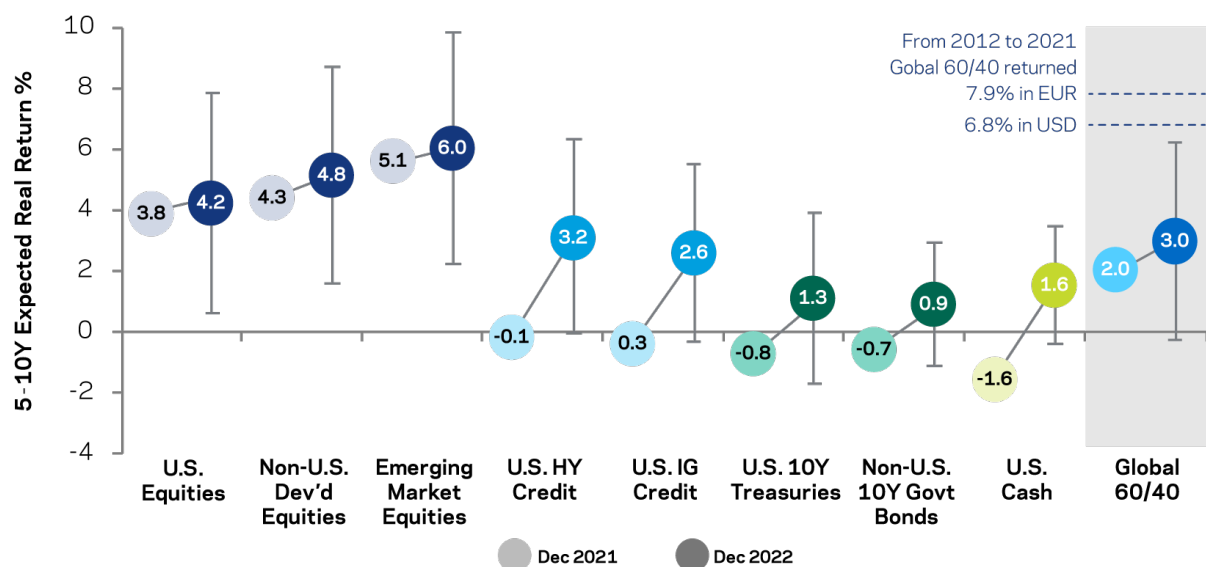 5-10Y Expected Real Return %
10
8
6
4
2
0
-2
-4
From 2012 to 2021
Gobal 60/40 returned
7.9% in EUR
6.8% in USD
3.8
4.2
4.3
4.8
5.1
6.0
-0.1
3.2
0.3
2.6
-0.8
1.3
-0.7
0.9
-1.6
1.6
2.0
3.0
U.S.
Equities
Non-U.S.
Dev'd
Equities
Emerging
Market
Equities
U.S. HY
Credit
U.S. IG
Credit
U.S. 10Y
Treasuries
Non-U.S.
10Y Govt
Bonds
U.S.
Cash
Global
60/40
Dec 2021
Dec 2022